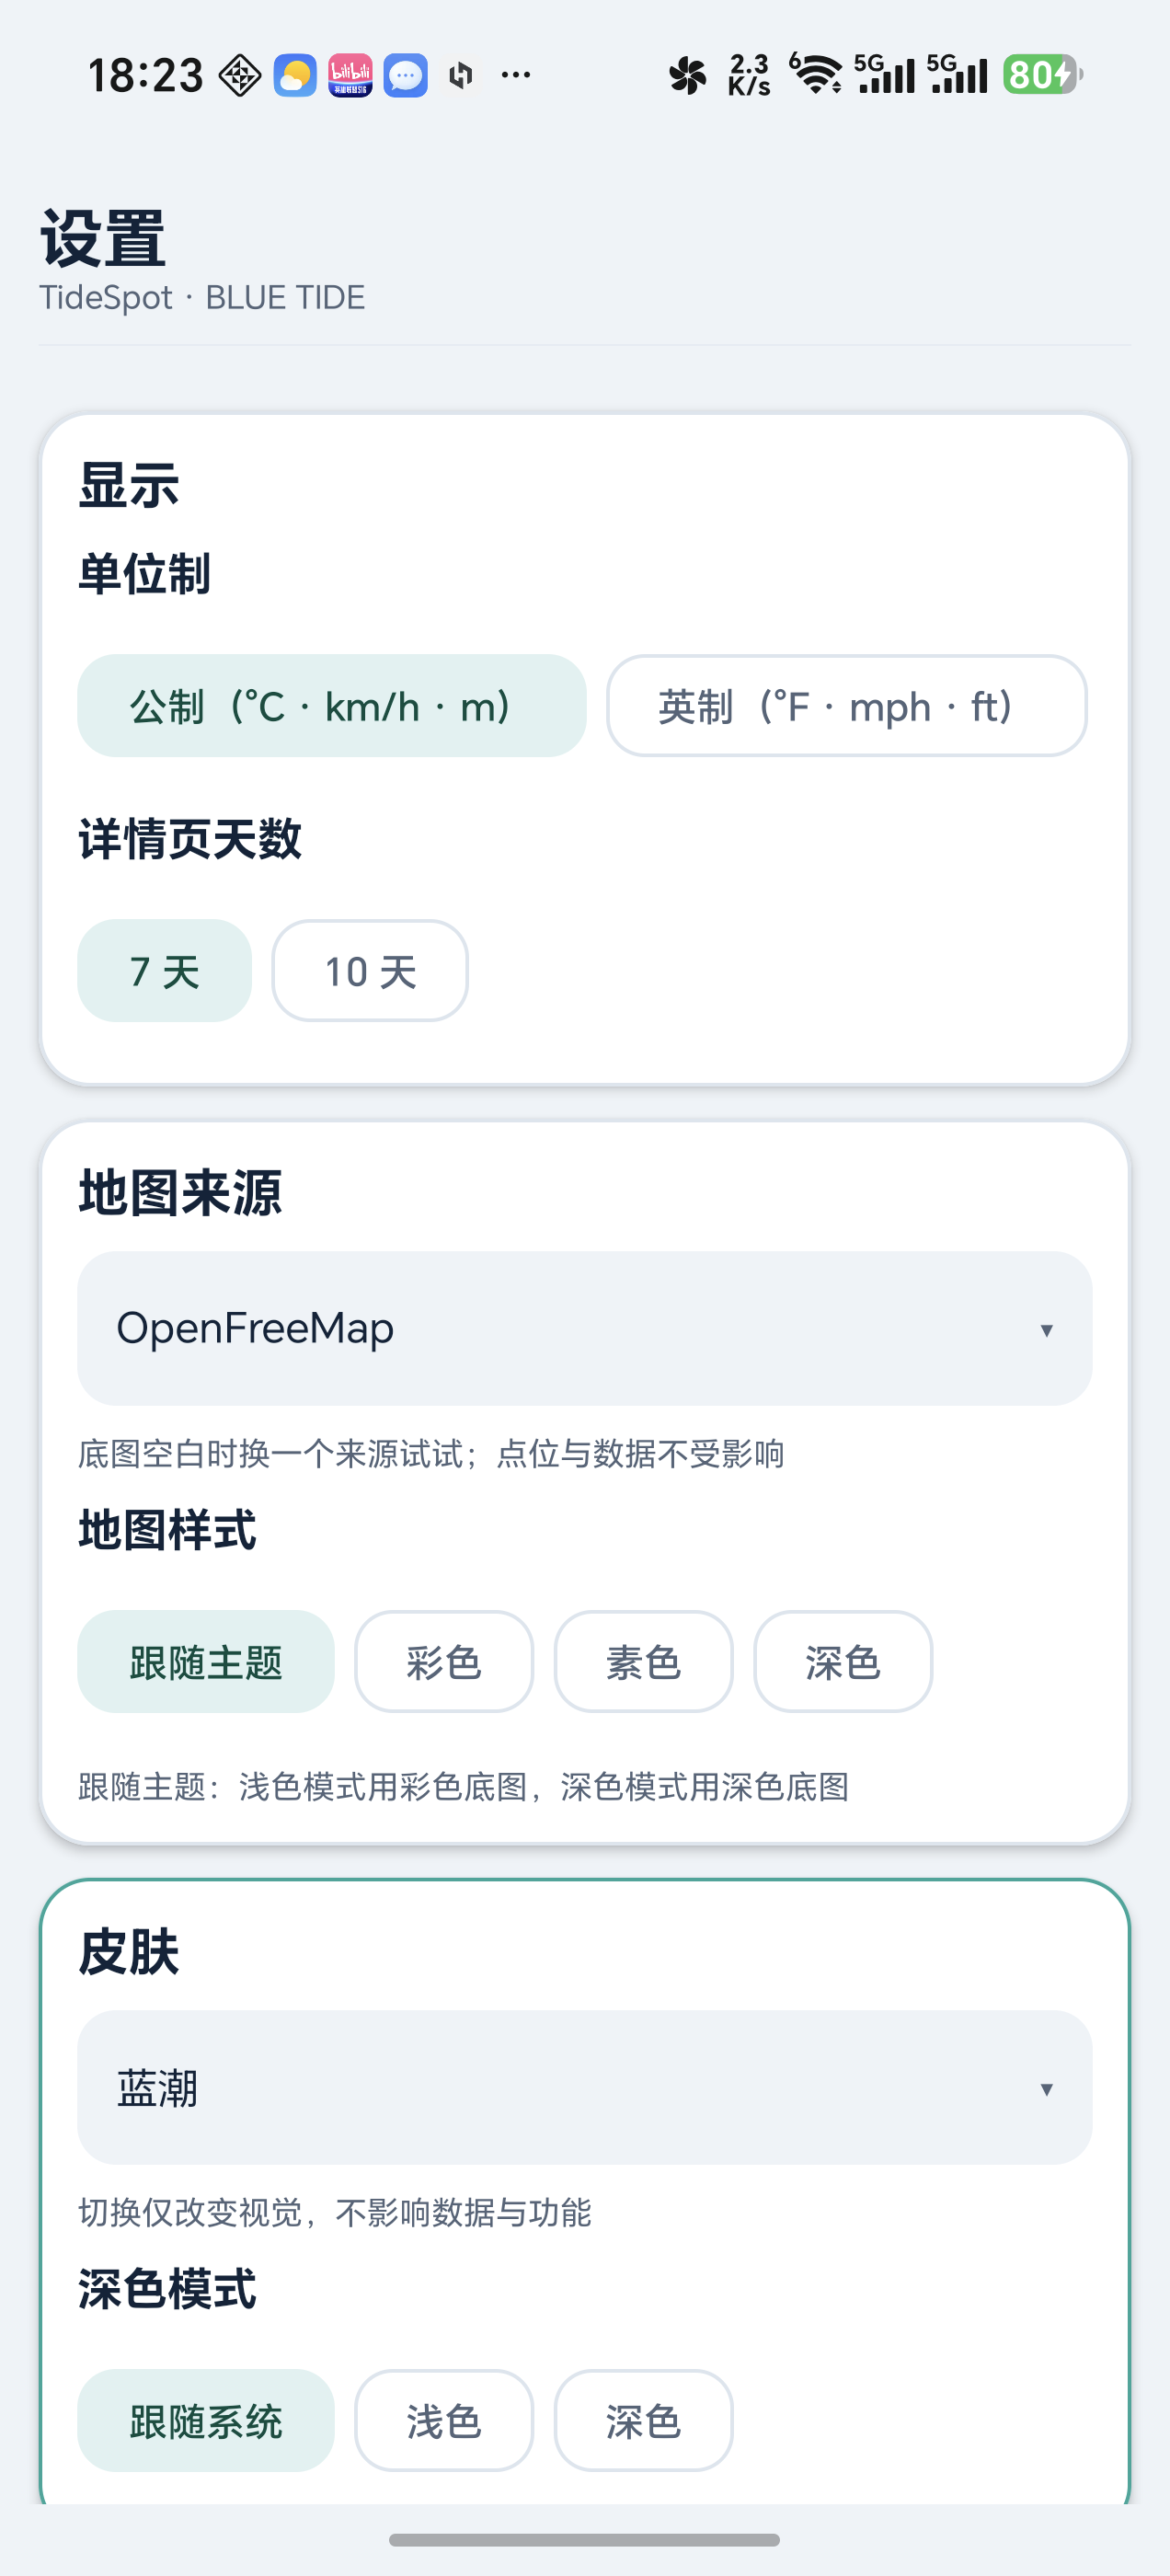 18:23 ··· 2.3 K/s 6 5G 5G 80
设置
TideSpot · BLUE TIDE
显示
单位制
公制（°C · km/h · m） 英制（°F · mph · ft）
详情页天数
7 天 10 天
地图来源
OpenFreeMap ▾
底图空白时换一个来源试试；点位与数据不受影响
地图样式
跟随主题 彩色 素色 深色
跟随主题：浅色模式用彩色底图，深色模式用深色底图
皮肤
蓝潮 ▾
切换仅改变视觉，不影响数据与功能
深色模式
跟随系统 浅色 深色